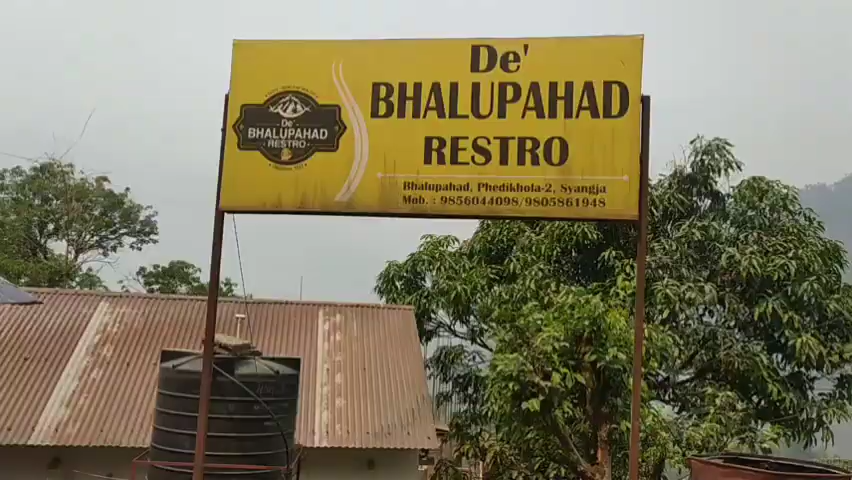 De'
BHALUPAHAD
RESTRO
Bhalupahad, Phedikhola-2, Syangja
Mob. : 9856044098/9805861948
De'
BHALUPAHAD
RESTRO